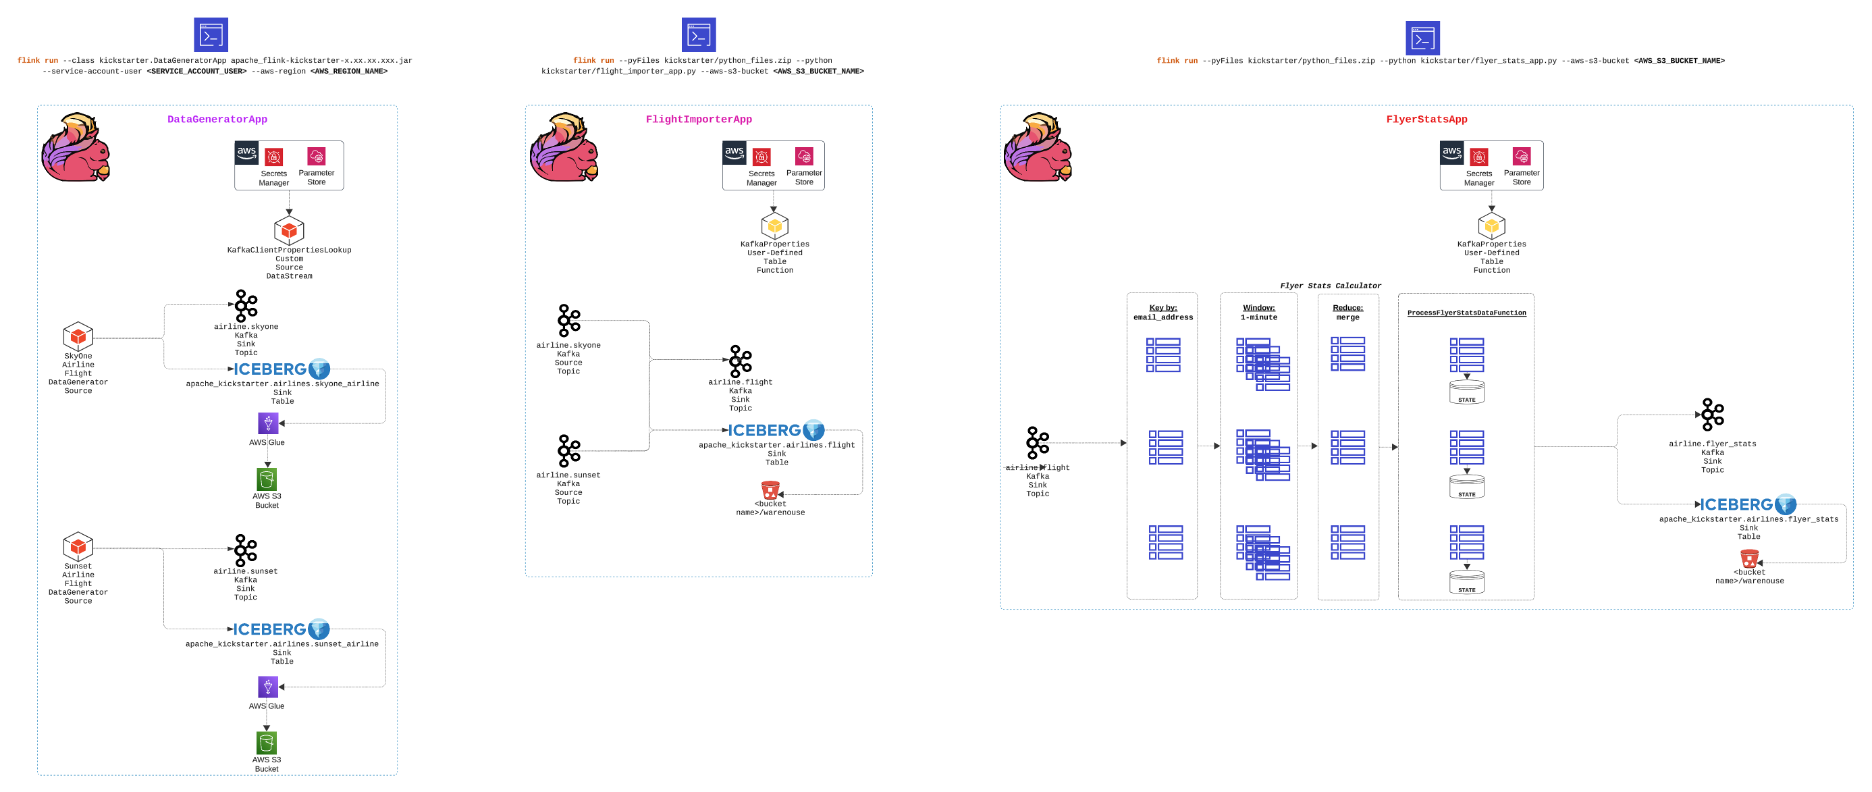 flink run --class kickstarter.DataGeneratorApp apache_flink-kickstarter-x.xx.xx.xxx.jar
--service-account-user <SERVICE_ACCOUNT_USER> --aws-region <AWS_REGION_NAME>
DataGeneratorApp
aws
Secrets
Manager
Parameter
Store
KafkaClientPropertiesLookup
Custom
Source
DataStream
SkyOne
Airline
Flight
DataGenerator
Source
airline.skyone
Kafka
Sink
Topic
ICEBERG
apache_kickstarter.airlines.skyone_airline
Sink
Table
AWS Glue
AWS S3
Bucket
Sunset
Airline
Flight
DataGenerator
Source
airline.sunset
Kafka
Sink
Topic
ICEBERG
apache_kickstarter.airlines.sunset_airline
Sink
Table
AWS Glue
AWS S3
Bucket
flink run --pyFiles kickstarter/python_files.zip --python
kickstarter/flight_importer_app.py --aws-s3-bucket <AWS_S3_BUCKET_NAME>
FlightImporterApp
aws
Secrets
Manager
Parameter
Store
KafkaProperties
User-Defined
Table
Function
airline.skyone
Kafka
Source
Topic
airline.sunset
Kafka
Source
Topic
airline.flight
Kafka
Sink
Topic
ICEBERG
apache_kickstarter.airlines.flight
Sink
Table
<bucket
name>/warenouse
flink run --pyFiles kickstarter/python_files.zip --python kickstarter/flyer_stats_app.py --aws-s3-bucket <AWS_S3_BUCKET_NAME>
FlyerStatsApp
aws
Secrets
Manager
Parameter
Store
KafkaProperties
User-Defined
Table
Function
Flyer Stats Calculator
airline.flight
Kafka
Sink
Topic
Key by:
email_address
Window:
1-minute
Reduce:
merge
ProcessFlyerStatsDataFunction
STATE
STATE
STATE
airline.flyer_stats
Kafka
Sink
Topic
ICEBERG
apache_kickstarter.airlines.flyer_stats
Sink
Table
<bucket
name>/warenouse